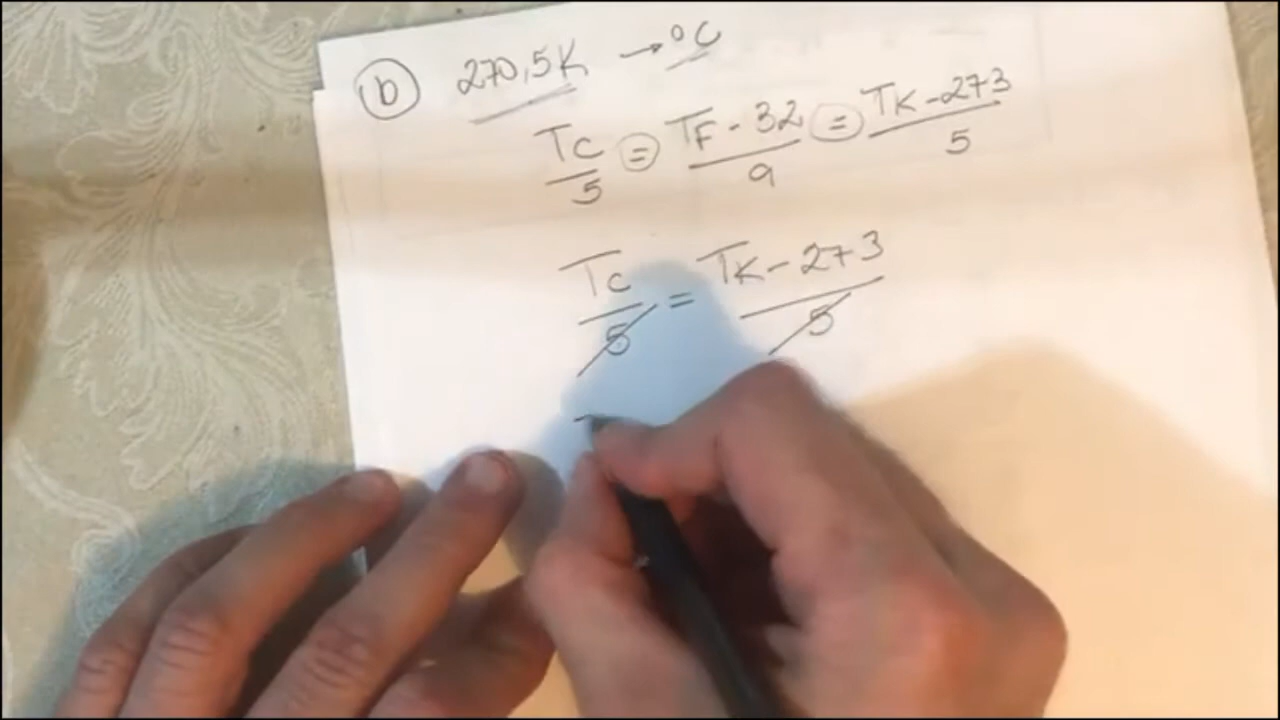 b 270,5K → °C
TC/5 = TF - 32/9 = TK - 273/5
TC/5 = TK - 273/5